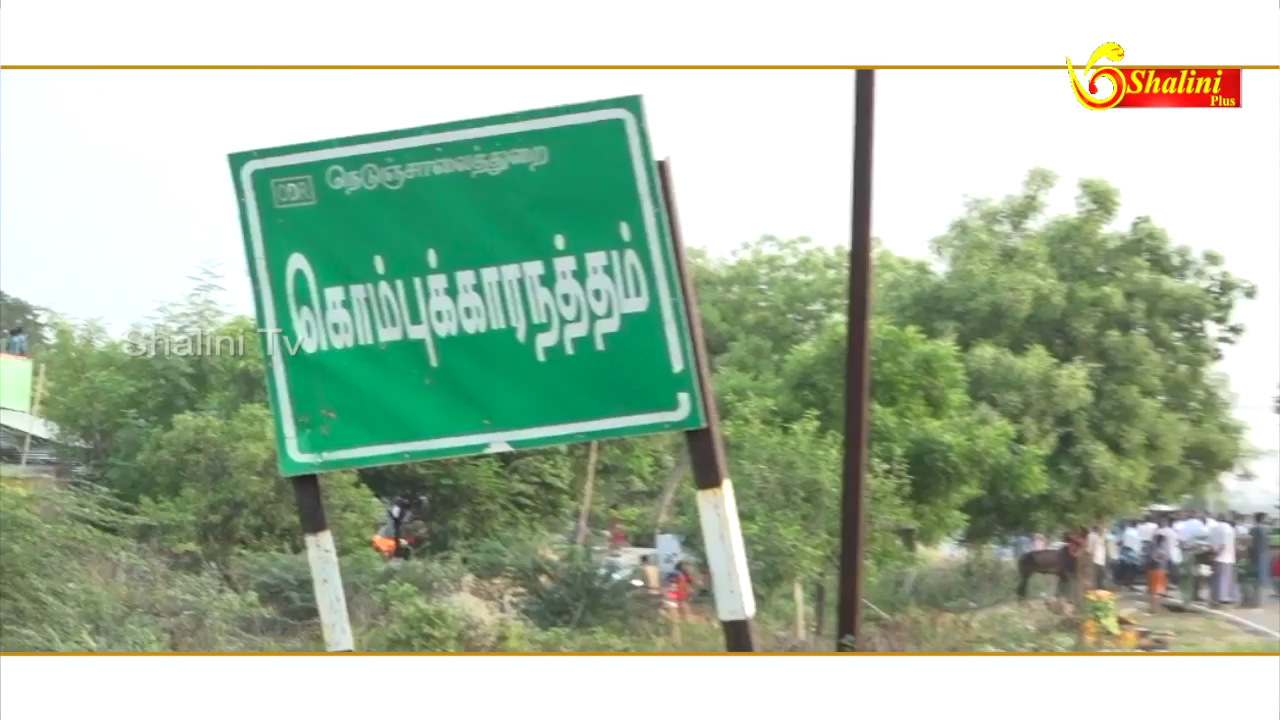 Shalini
Plus
ODR
நெடுஞ்சாலைத்துறை
கொம்புக்காரநத்தம்
Shalini Tv